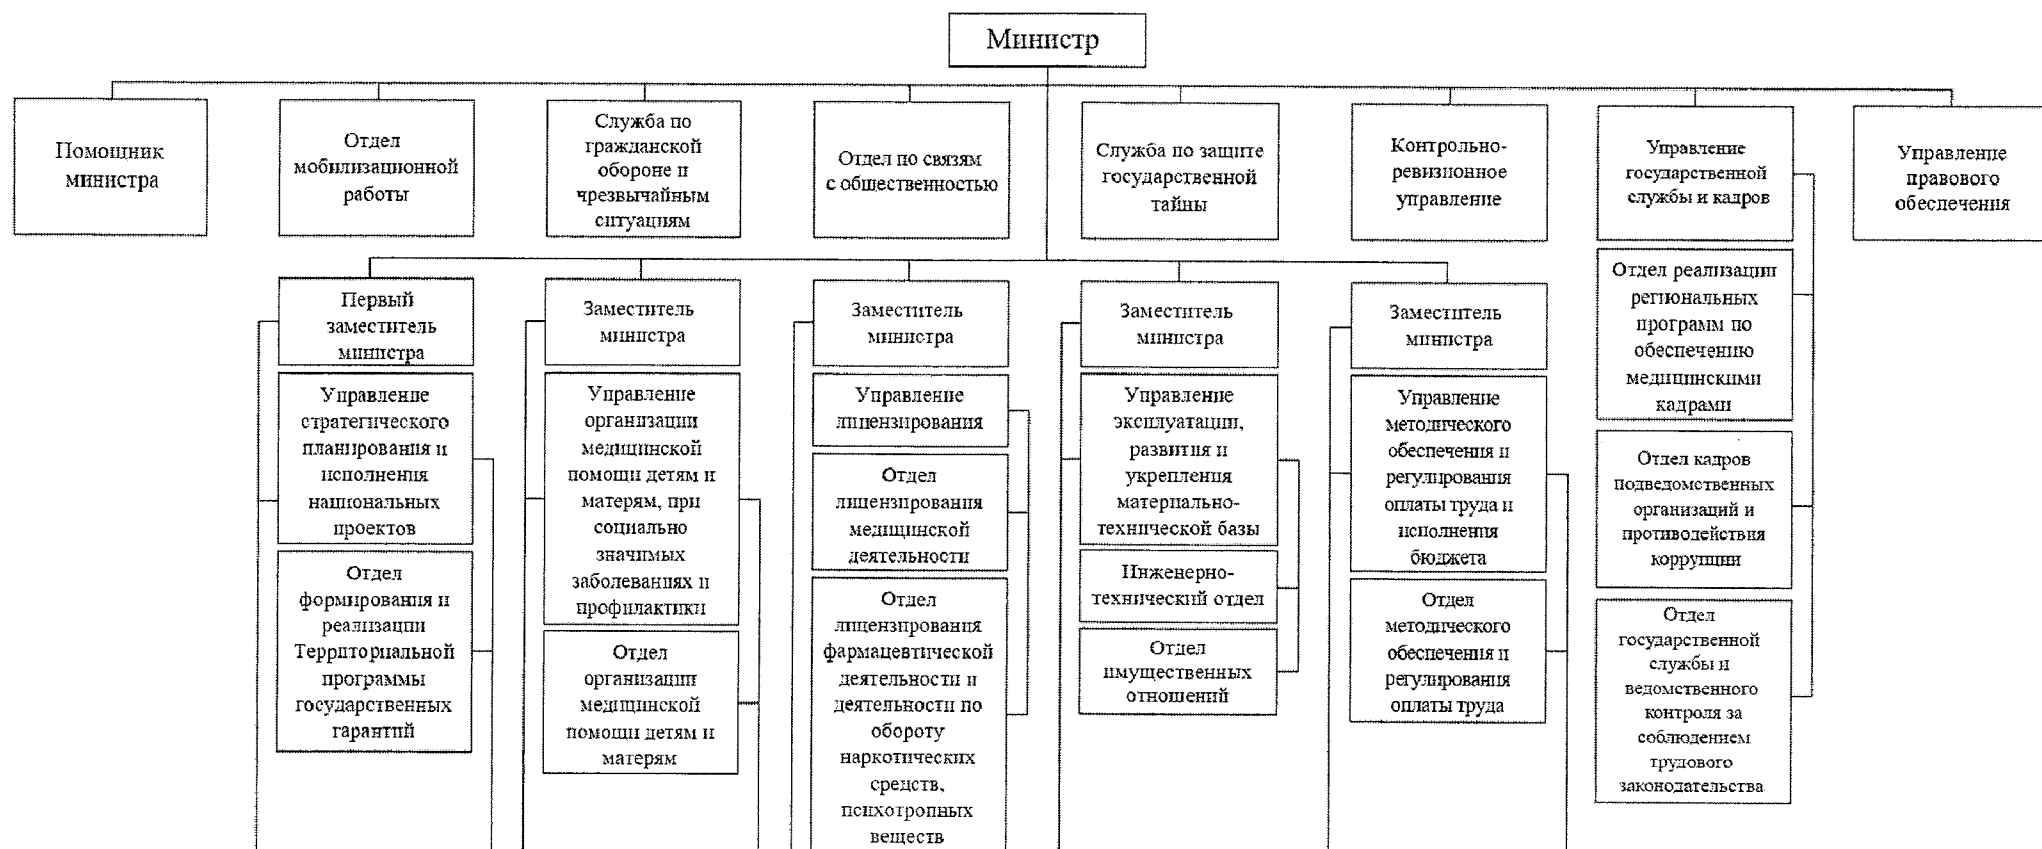 Министр
Помощник
министра
Отдел
мобилизационной
работы
Служба по
гражданской
обороне и
чрезвычайным
ситуациям
Отдел по связям
с общественностью
Служба по защите
государственной
тайны
Контрольно-
ревизионное
управление
Управление
государственной
службы и кадров
Управление
правового
обеспечения
Первый
заместитель
министра
Заместитель
министра
Заместитель
министра
Заместитель
министра
Заместитель
министра
Отдел реализации
региональных
программ по
обеспечению
медицинскими
кадрами
Управление
стратегического
планирования и
исполнения
национальных
проектов
Управление
организации
медицинской
помощи детям и
матерям, при
социально
значимых
заболеваниях и
профилактики
Управление
лицензирования
Управление
эксплуатации,
развития и
укрепления
материально-
технической базы
Управление
методического
обеспечения и
регулирования
оплаты труда и
исполнения
бюджета
Отдел кадров
подведомственных
организаций и
противодействия
коррупции
Отдел
лицензирования
медицинской
деятельности
Отдел
формирования и
реализации
Территориальной
программы
государственных
гарантий
Отдел
организации
медицинской
помощи детям и
матерям
Отдел
лицензирования
фармацевтической
деятельности и
деятельности по
обороту
наркотических
средств,
психотропных
веществ
Инженерно-
технический отдел
Отдел
имущественных
отношений
Отдел
методического
обеспечения и
регулирования
оплаты труда
Отдел
государственной
службы и
ведомственного
контроля за
соблюдением
трудового
законодательства